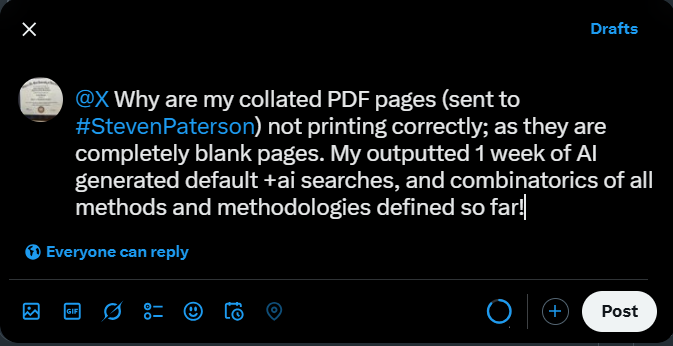 Drafts
@X Why are my collated PDF pages (sent to
#StevenPaterson) not printing correctly; as they are
completely blank pages. My outputted 1 week of AI
generated default +ai searches, and combinatorics of all
methods and methodologies defined so far!
Everyone can reply
GIF
Post